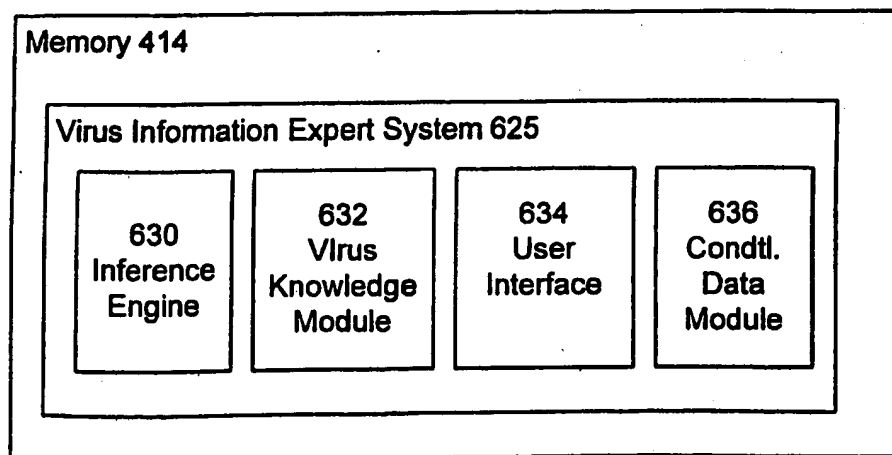 Memory 414
Virus Information Expert System 625
630
Inference
Engine
632
VIrus
Knowledge
Module
634
User
Interface
636
Condtl.
Data
Module